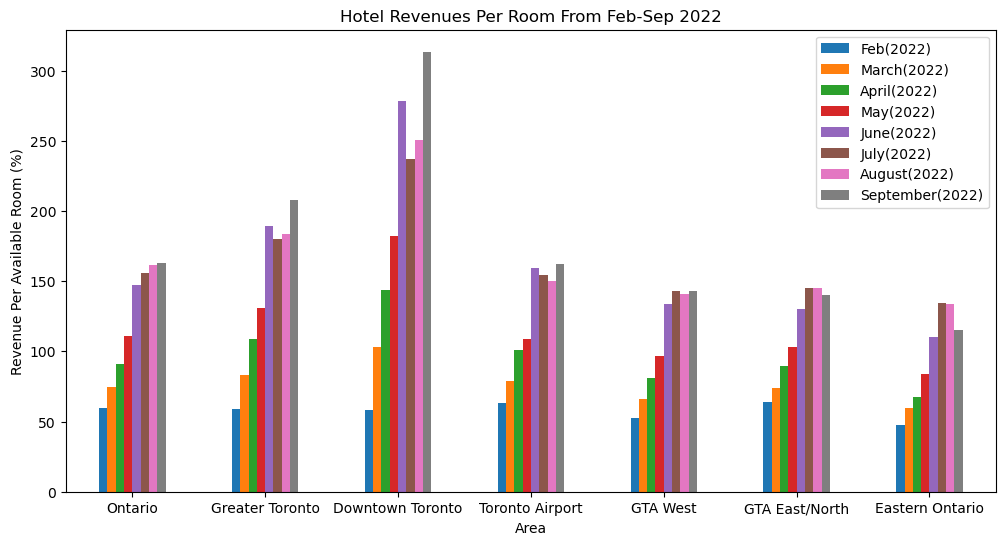 Hotel Revenues Per Room From Feb-Sep 2022
Revenue Per Available Room (%)
300
250
200
150
100
50
0
Feb(2022)
March(2022)
April(2022)
May(2022)
June(2022)
July(2022)
August(2022)
September(2022)
Ontario
Greater Toronto
Downtown Toronto
Toronto Airport
GTA West
GTA East/North
Eastern Ontario
Area